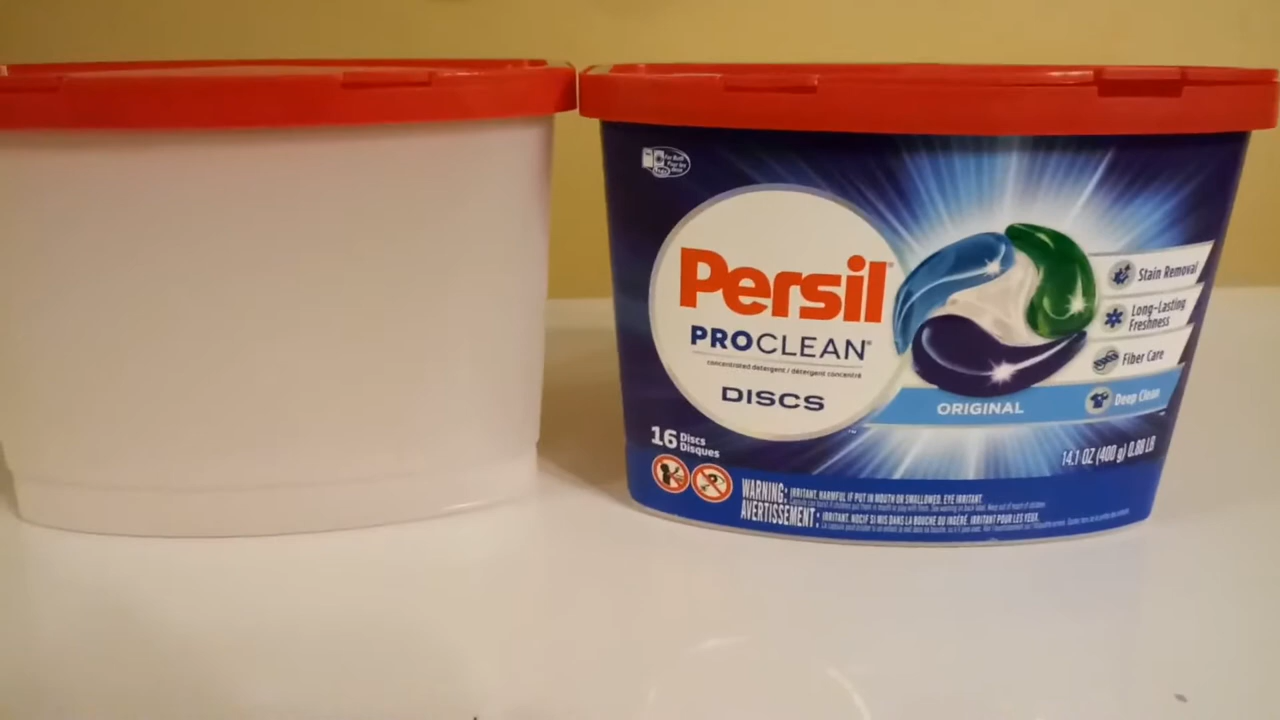 Persil
PROCLEAN
concentrated detergent / détergent concentré
DISCS
Stain Removal
Long-Lasting
Freshness
Fiber Care
Deep Clean
ORIGINAL
16 Discs
Disques
14.1 OZ (400 g) 0.88 LB
WARNING: IRRITANT, HARMFUL IF PUT IN MOUTH OR SWALLOWED. EYE IRRITANT.
AVERTISSEMENT: IRRITANT, NOCIF SI MIS DANS LA BOUCHE OU INGÉRÉ. IRRITANT POUR LES YEUX.